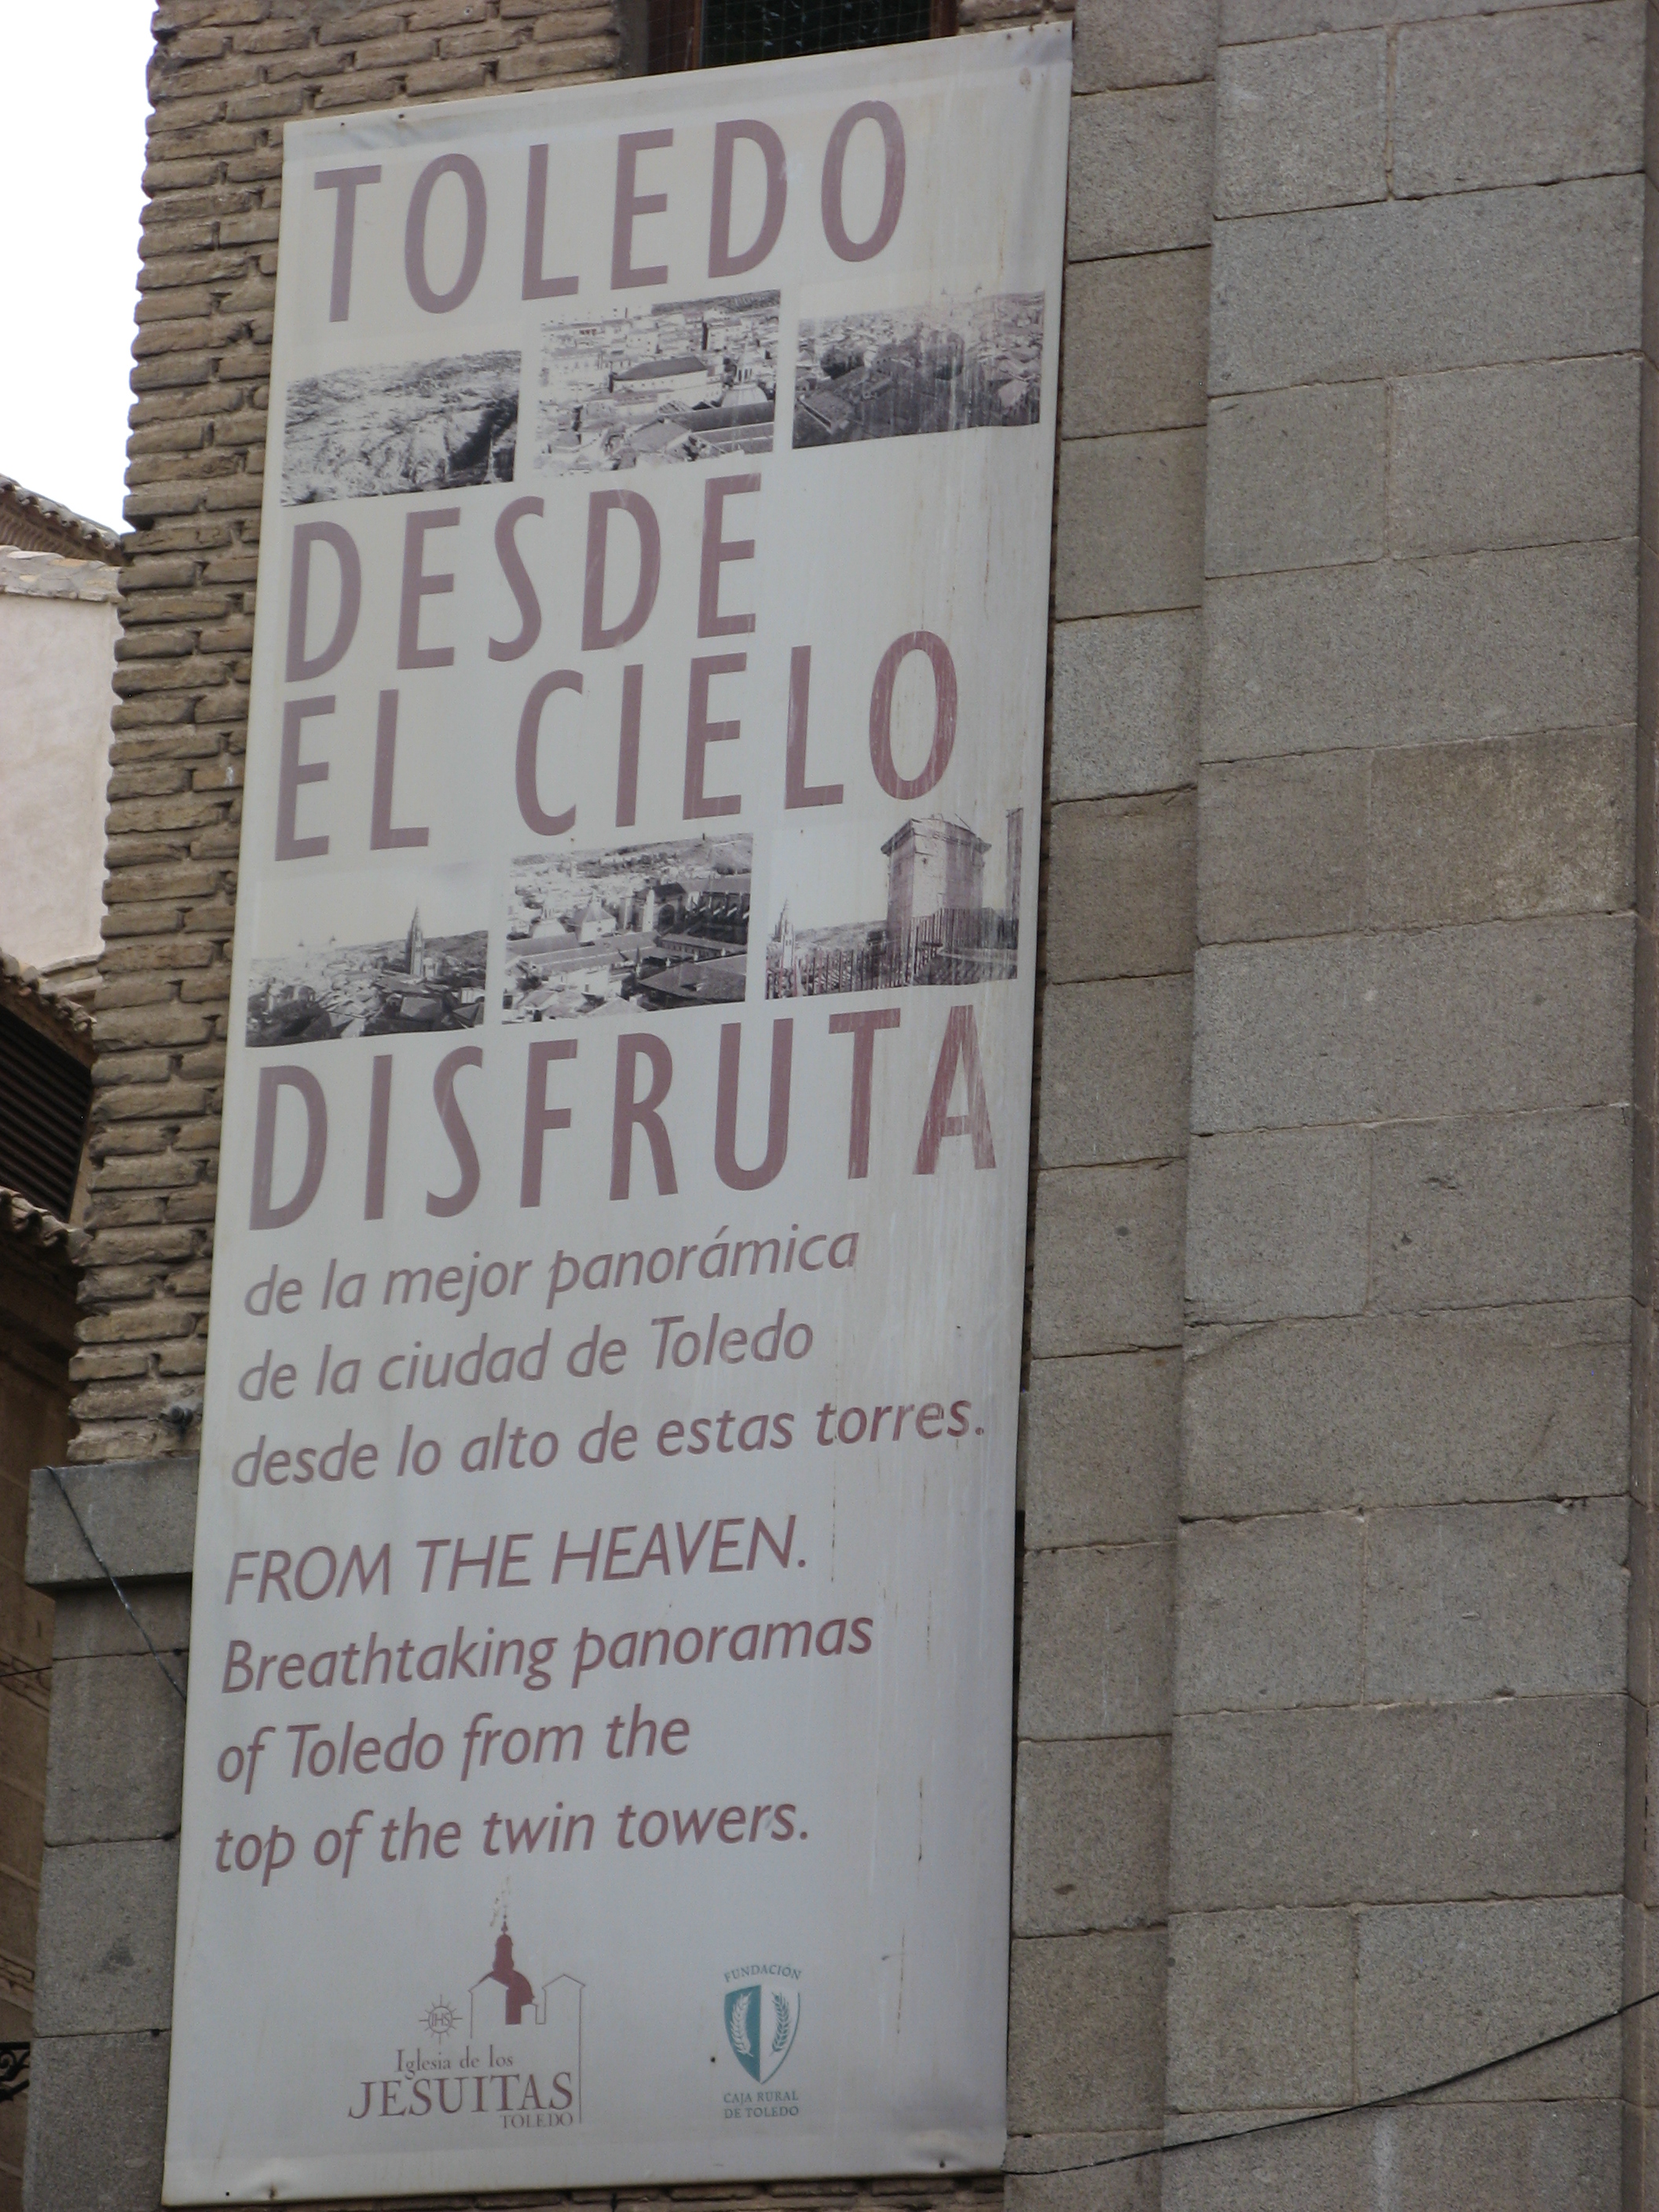 TOLEDO
DESDE
EL CIELO
DISFRUTA
de la mejor panorámica
de la ciudad de Toledo
desde lo alto de estas torres.
FROM THE HEAVEN.
Breathtaking panoramas
of Toledo from the
top of the twin towers.
IHS
Iglesia de los
JESUITAS
TOLEDO
FUNDACIÓN
CAJA RURAL
DE TOLEDO